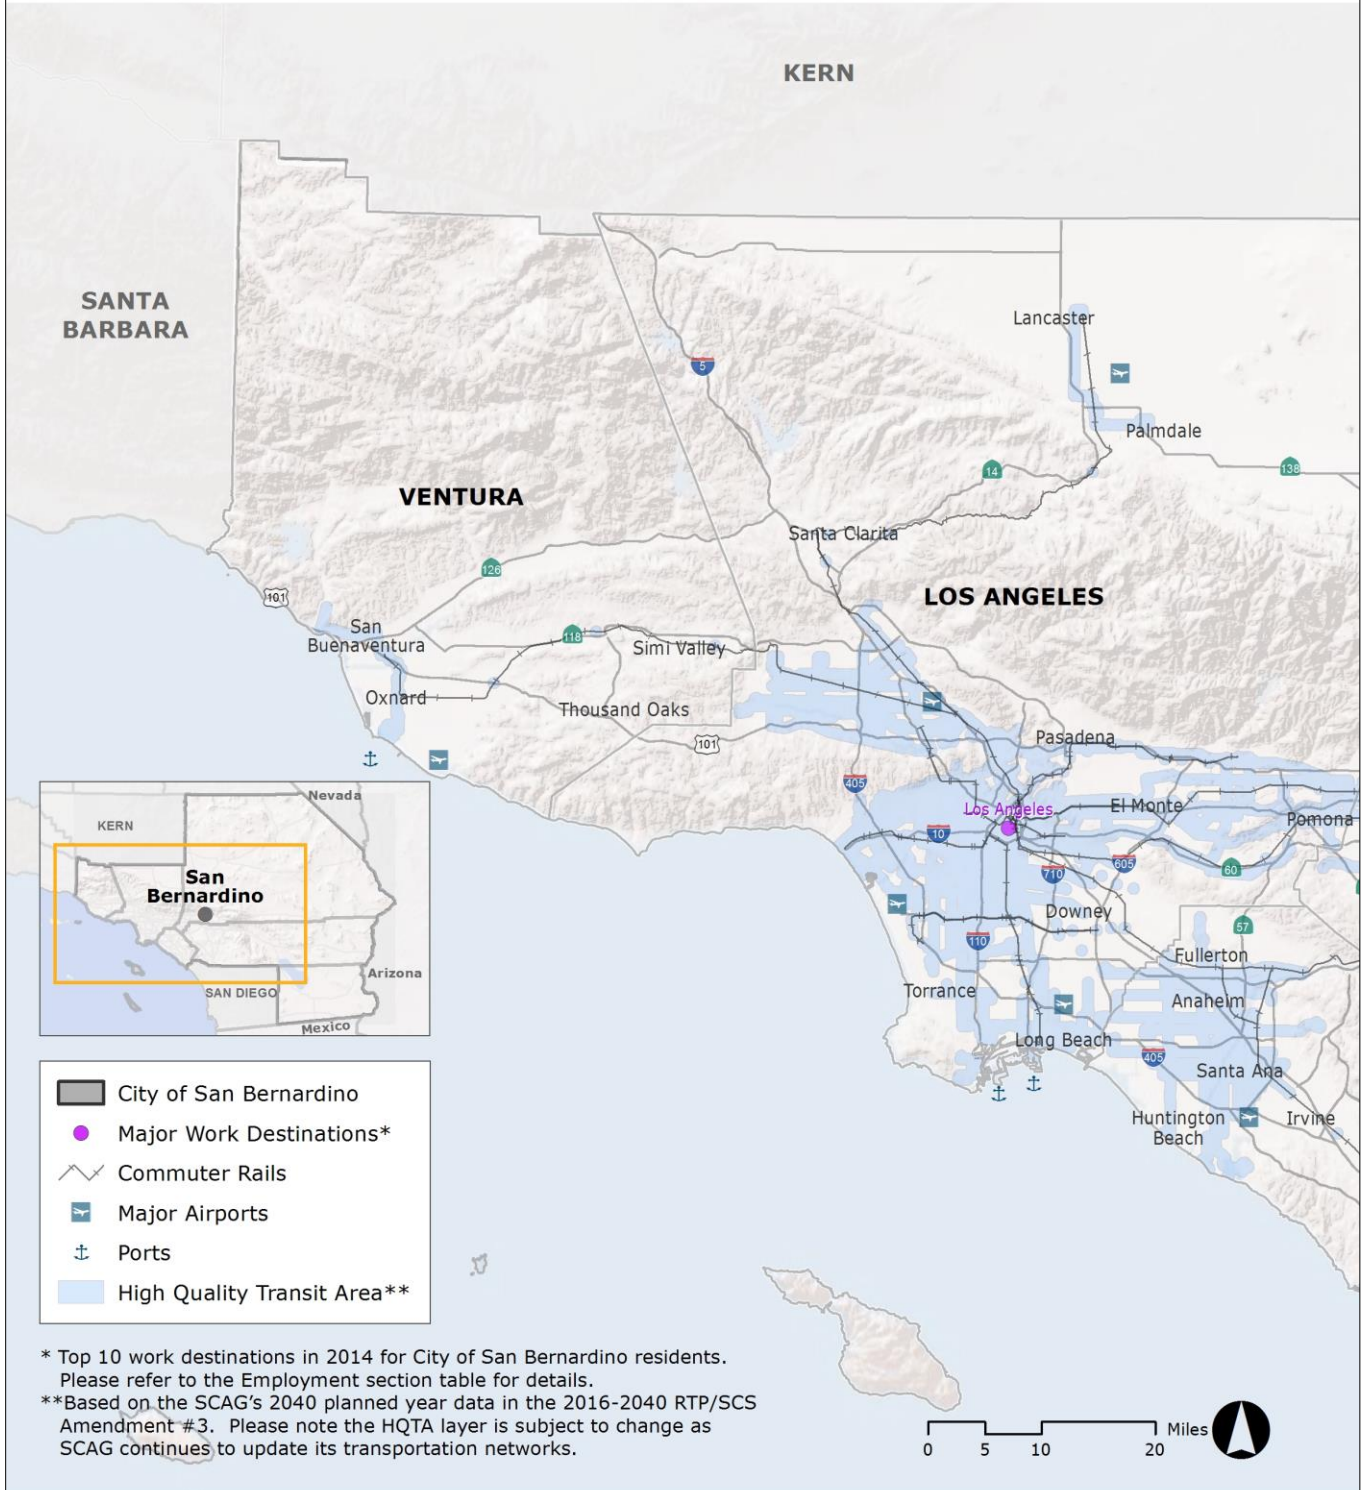 KERN
SANTA
BARBARA
Lancaster
5
Palmdale
14
138
VENTURA
Santa Clarita
126
LOS ANGELES
101
San
Buenaventura
118
Simi Valley
Oxnard
Thousand Oaks
101
Pasadena
405
Los Angeles
El Monte
Pomona
10
605
60
710
Downey
57
110
Fullerton
Torrance
Anaheim
Long Beach
405
Santa Ana
Huntington
Beach
Irvine
Nevada
KERN
San
Bernardino
Arizona
SAN DIEGO
Mexico
City of San Bernardino
Major Work Destinations*
Commuter Rails
Major Airports
Ports
High Quality Transit Area**
* Top 10 work destinations in 2014 for City of San Bernardino residents.
Please refer to the Employment section table for details.
**Based on the SCAG's 2040 planned year data in the 2016-2040 RTP/SCS
Amendment #3. Please note the HQTA layer is subject to change as
SCAG continues to update its transportation networks.
Miles
0 5 10 20